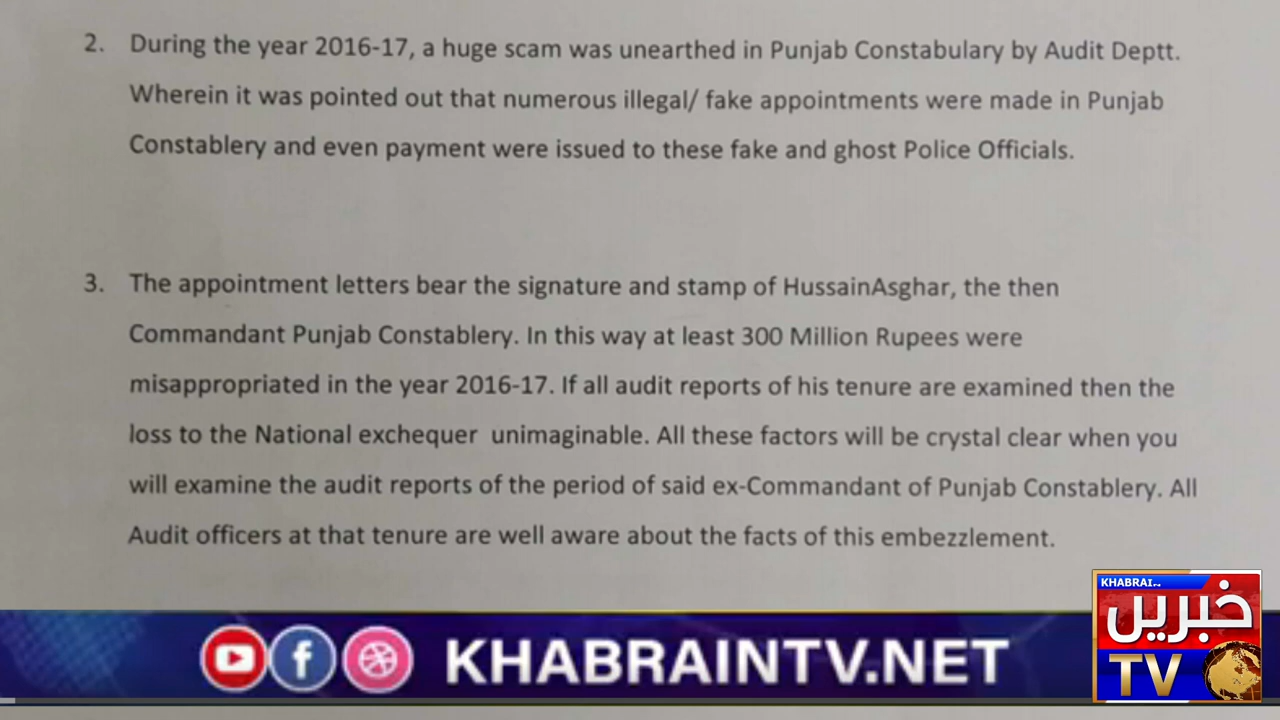 2. During the year 2016-17, a huge scam was unearthed in Punjab Constabulary by Audit Deptt.
Wherein it was pointed out that numerous illegal/ fake appointments were made in Punjab
Constablery and even payment were issued to these fake and ghost Police Officials.
3. The appointment letters bear the signature and stamp of HussainAsghar, the then
Commandant Punjab Constablery. In this way at least 300 Million Rupees were
misappropriated in the year 2016-17. If all audit reports of his tenure are examined then the
loss to the National exchequer unimaginable. All these factors will be crystal clear when you
will examine the audit reports of the period of said ex-Commandant of Punjab Constablery. All
Audit officers at that tenure are well aware about the facts of this embezzlement.
KHABRAI..
خبریں
TV
KHABRAINTV.NET